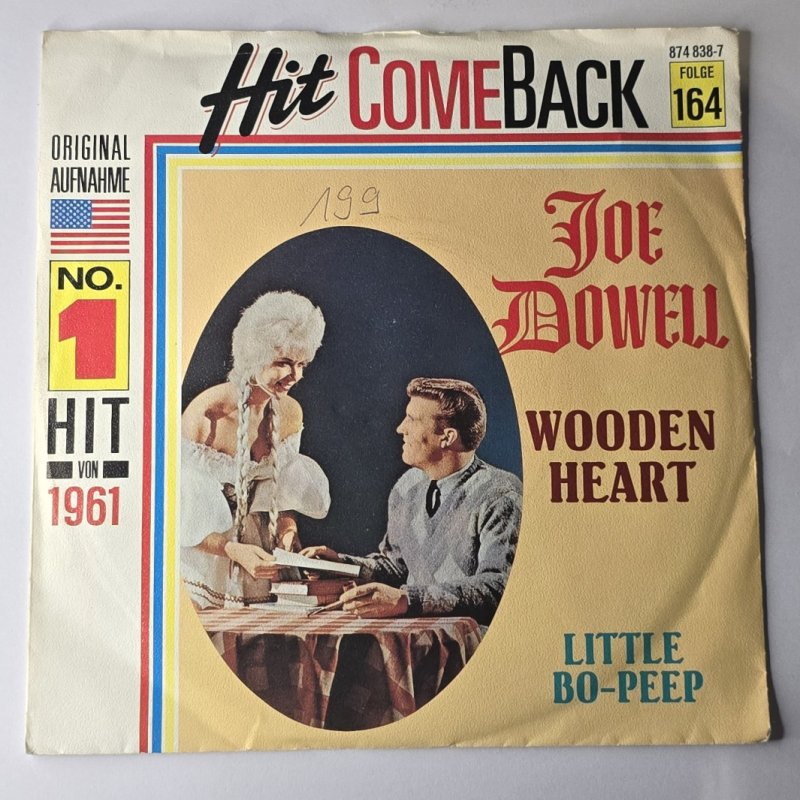 Hit COMEBACK
874 838-7
FOLGE
164
ORIGINAL
AUFNAHME
NO.
1
HIT
VON
1961
199
JOE
DOWELL
WOODEN
HEART
LITTLE
BO-PEEP